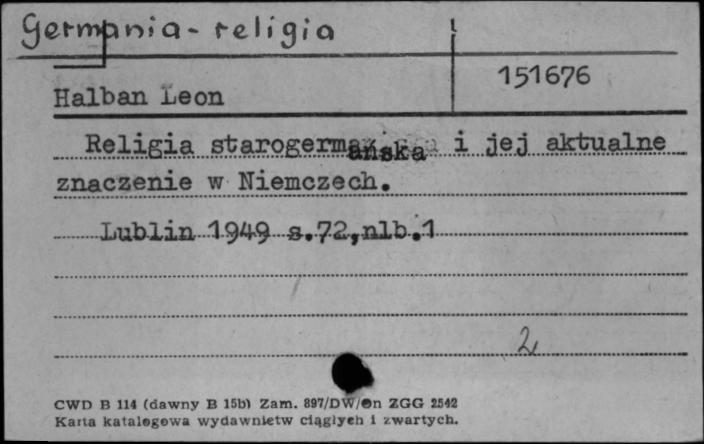 Germania - religia
151676
Halban Leon
Religia starogermańska i jej aktualne
znaczenie w Niemczech.
Lublin 1949 s.72,nlb.1
2
CWD B 114 (dawny B 15b) Zam. 897/DW/On ZGG 2542
Karta katalogowa wydawnictw ciągłych i zwartych.